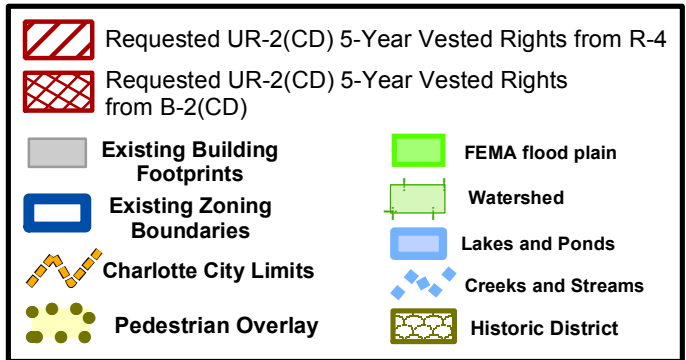 Requested UR-2(CD) 5-Year Vested Rights from R-4
Requested UR-2(CD) 5-Year Vested Rights
from B-2(CD)
Existing Building
Footprints
Existing Zoning
Boundaries
Charlotte City Limits
Pedestrian Overlay
FEMA flood plain
Watershed
Lakes and Ponds
Creeks and Streams
Historic District